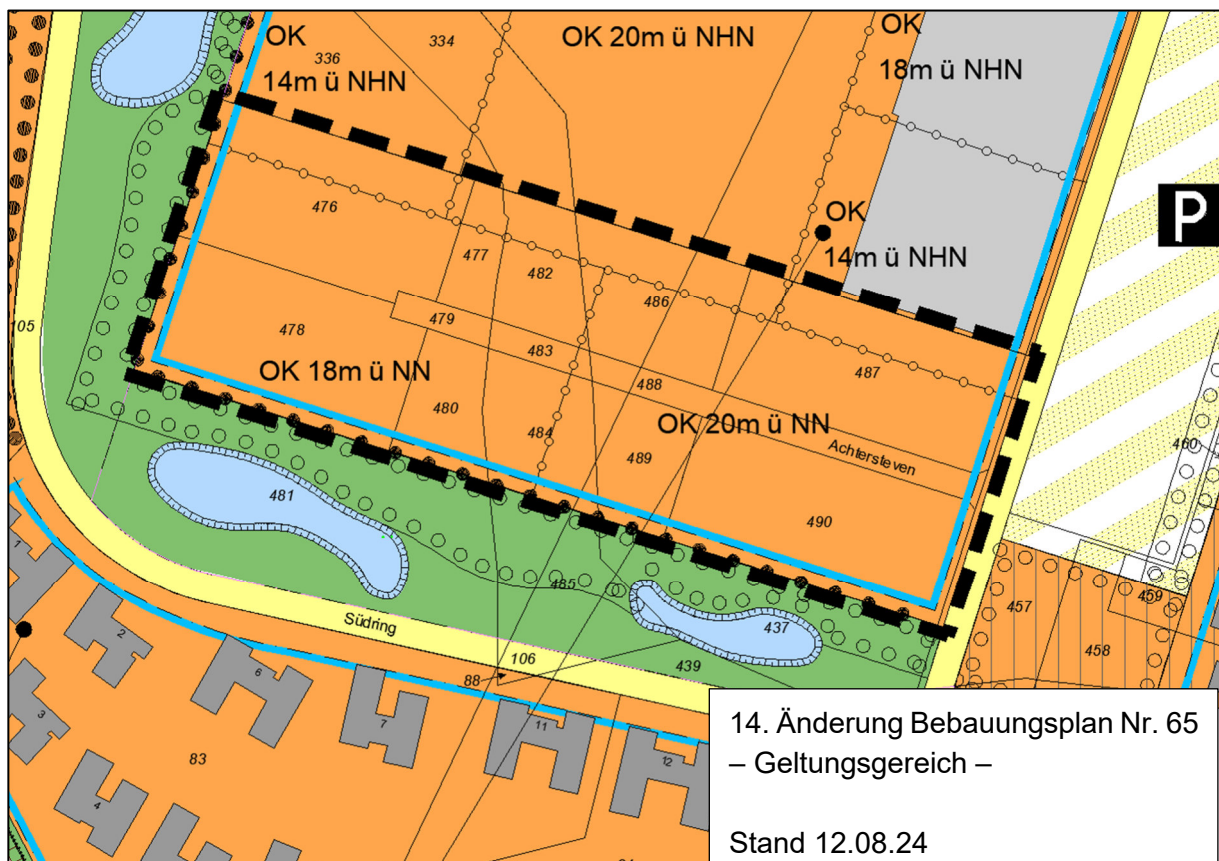 OK
336
14m ü NHN
334
OK 20m ü NHN
OK
18m ü NHN
P
OK
14m ü NHN
476
477
482
486
487
105
478
479
483
488
OK 18m ü NN
480
484
489
OK 20m ü NN
Achtersteven
490
460
481
485
437
439
457
459
458
Südring
106
88
1
2
6
7
11
12
3
4
83
14. Änderung Bebauungsplan Nr. 65
– Geltungsgereich –
Stand 12.08.24